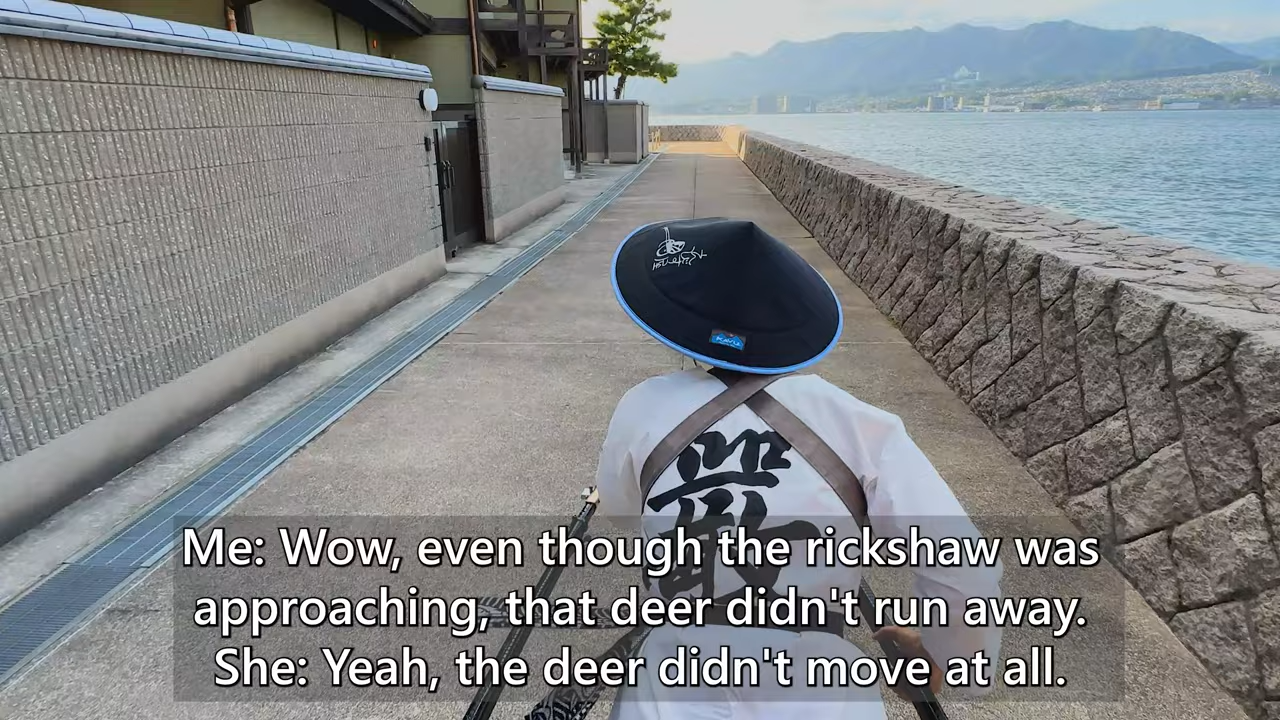 厳
Me: Wow, even though the rickshaw was
approaching, that deer didn't run away.
She: Yeah, the deer didn't move at all.